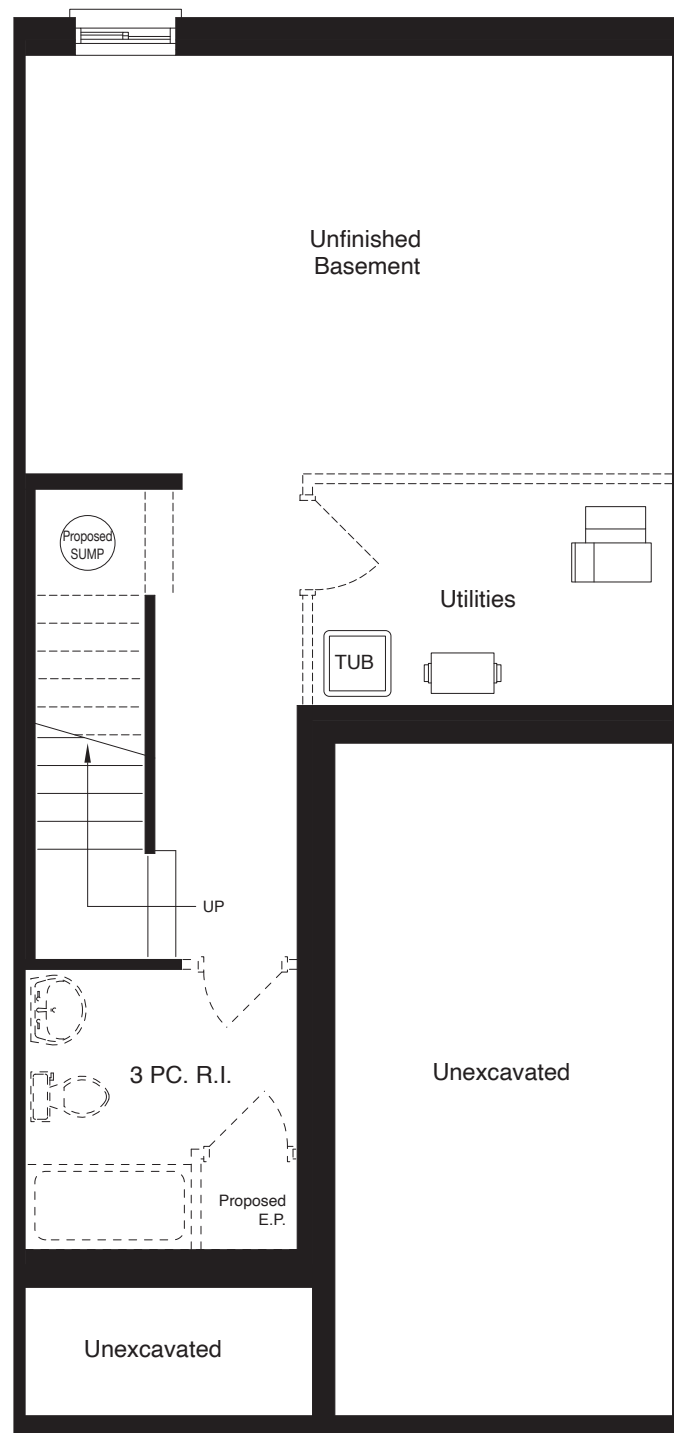 Unfinished
Basement
Proposed
SUMP
Utilities
TUB
UP
3 PC. R.I.
Unexcavated
Proposed
E.P.
Unexcavated